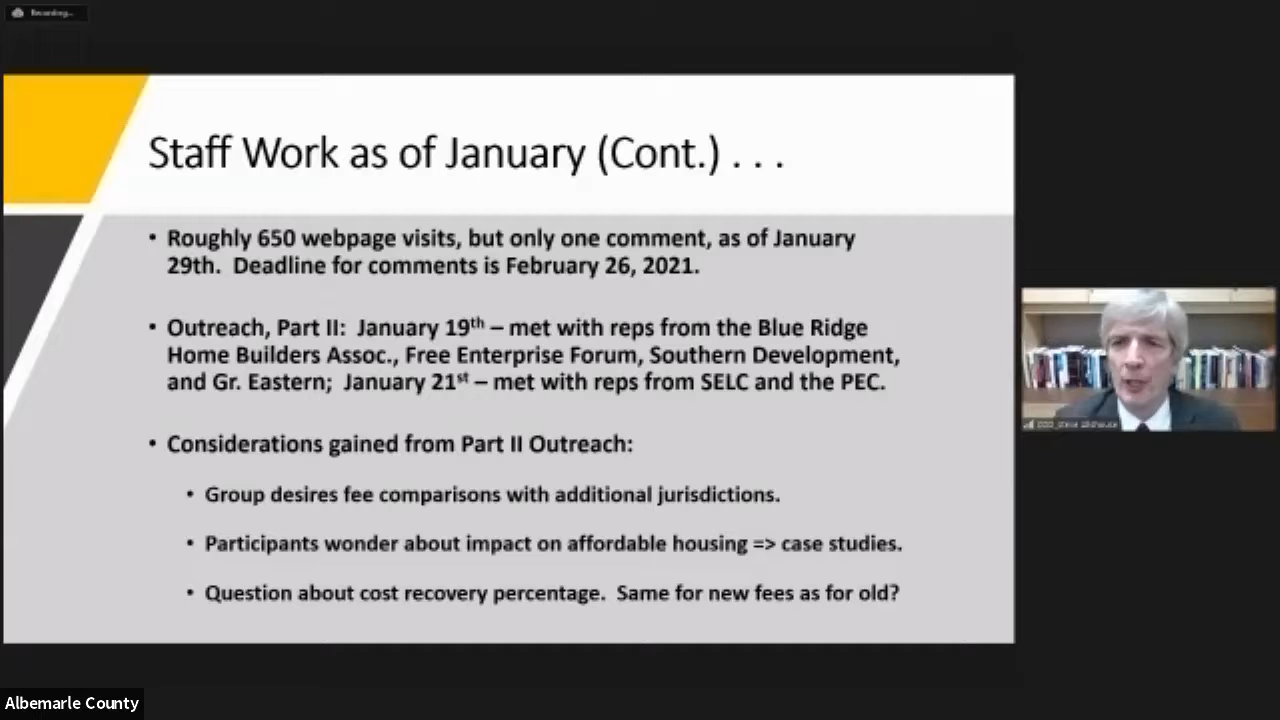 Recording...
Staff Work as of January (Cont.) . . .
• Roughly 650 webpage visits, but only one comment, as of January
29th. Deadline for comments is February 26, 2021.
• Outreach, Part II: January 19th – met with reps from the Blue Ridge
Home Builders Assoc., Free Enterprise Forum, Southern Development,
and Gr. Eastern; January 21st – met with reps from SELC and the PEC.
• Considerations gained from Part II Outreach:
• Group desires fee comparisons with additional jurisdictions.
• Participants wonder about impact on affordable housing => case studies.
• Question about cost recovery percentage. Same for new fees as for old?
Albemarle County